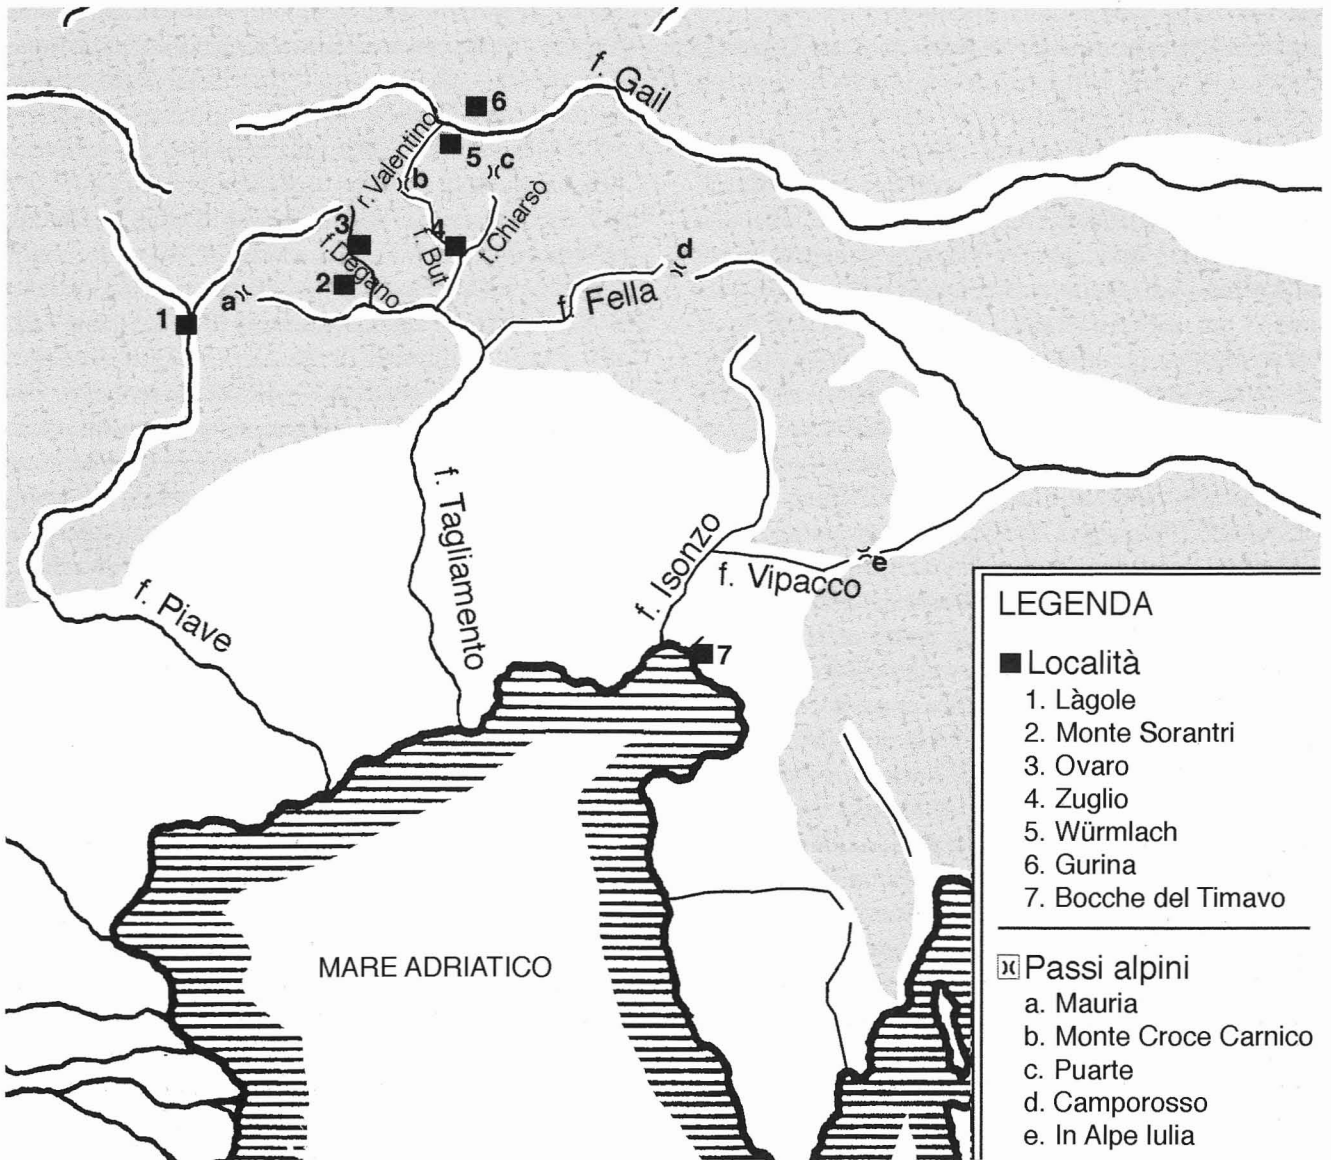 f. Gail
6
r. Valentino
5
c
b
f. Chiarsò
3
4
f. Degano
f. But
d
2
a
f. Fella
1
f. Tagliamento
f. Isonzo
e
f. Vipacco
f. Piave
7
MARE ADRIATICO
LEGENDA
Località
1. Làgole
2. Monte Sorantri
3. Ovaro
4. Zuglio
5. Würmlach
6. Gurina
7. Bocche del Timavo
Passi alpini
a. Mauria
b. Monte Croce Carnico
c. Puarte
d. Camporosso
e. In Alpe Iulia